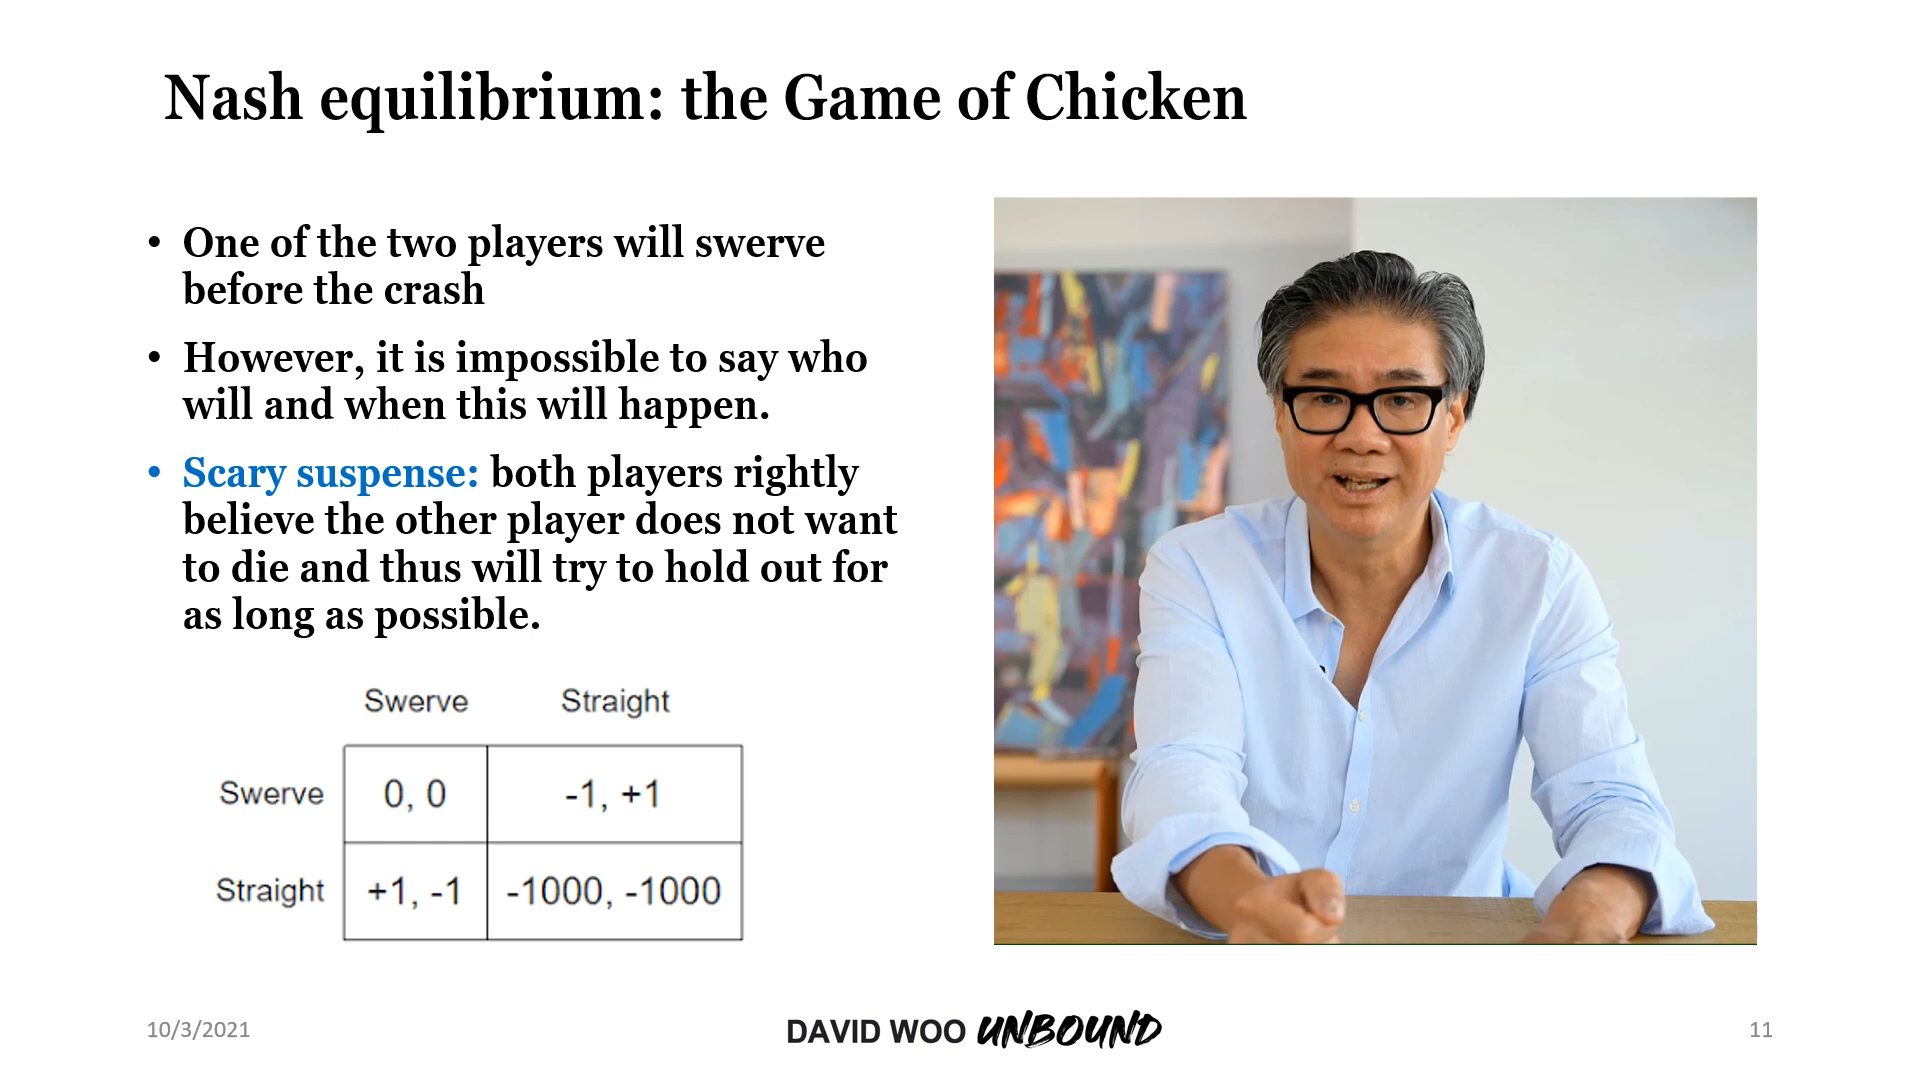 Nash equilibrium: the Game of Chicken
• One of the two players will swerve
before the crash
• However, it is impossible to say who
will and when this will happen.
• Scary suspense: both players rightly
believe the other player does not want
to die and thus will try to hold out for
as long as possible.
Swerve Straight
Swerve 0, 0 -1, +1
Straight +1, -1 -1000, -1000
10/3/2021 DAVID WOO UNBOUND 11